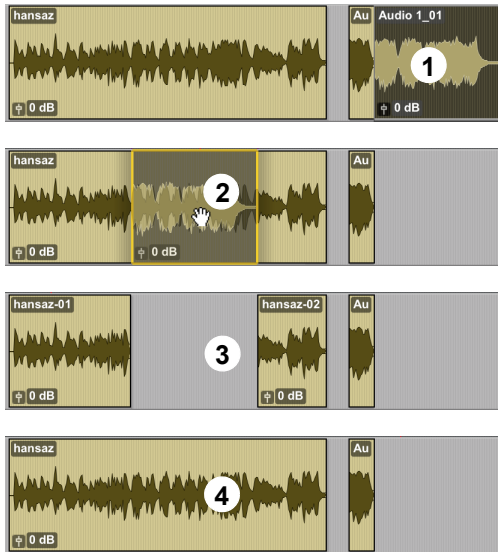 hansaz Au Audio 1_01
1
0 dB 0 dB
hansaz Au
2
0 dB 0 dB
hansaz-01 hansaz-02 Au
3
0 dB 0 dB
hansaz Au
4
0 dB